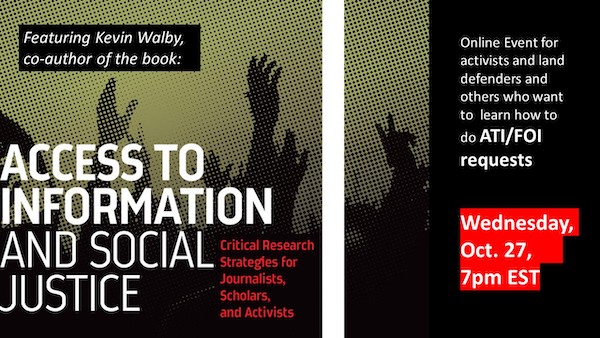 Featuring Kevin Walby,
co-author of the book:
ACCESS TO
INFORMATION
AND SOCIAL
JUSTICE
Critical Research
Strategies for
Journalists,
Scholars,
and Activists
Online Event for
activists and land
defenders and
others who want
to learn how to
do ATI/FOI
requests
Wednesday,
Oct. 27,
7pm EST